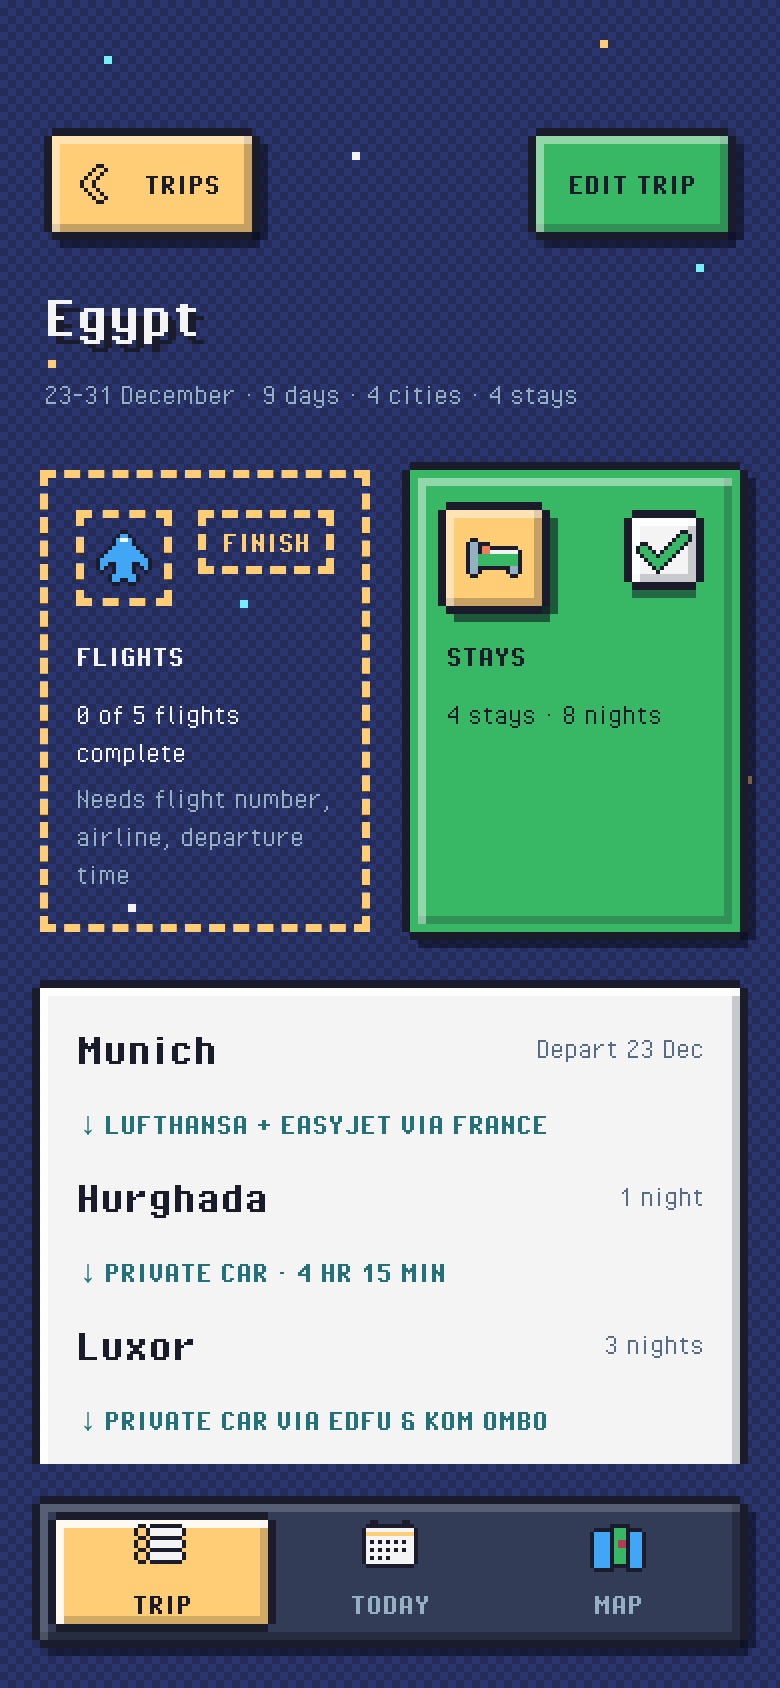 TRIPS
EDIT TRIP
Egypt
23-31 December · 9 days · 4 cities · 4 stays
FINISH
FLIGHTS
0 of 5 flights
complete
Needs flight number,
airline, departure
time
STAYS
4 stays · 8 nights
Munich
Depart 23 Dec
↓ LUFTHANSA + EASYJET VIA FRANCE
Hurghada
1 night
↓ PRIVATE CAR · 4 HR 15 MIN
Luxor
3 nights
↓ PRIVATE CAR VIA EDFU & KOM OMBO
TRIP
TODAY
MAP